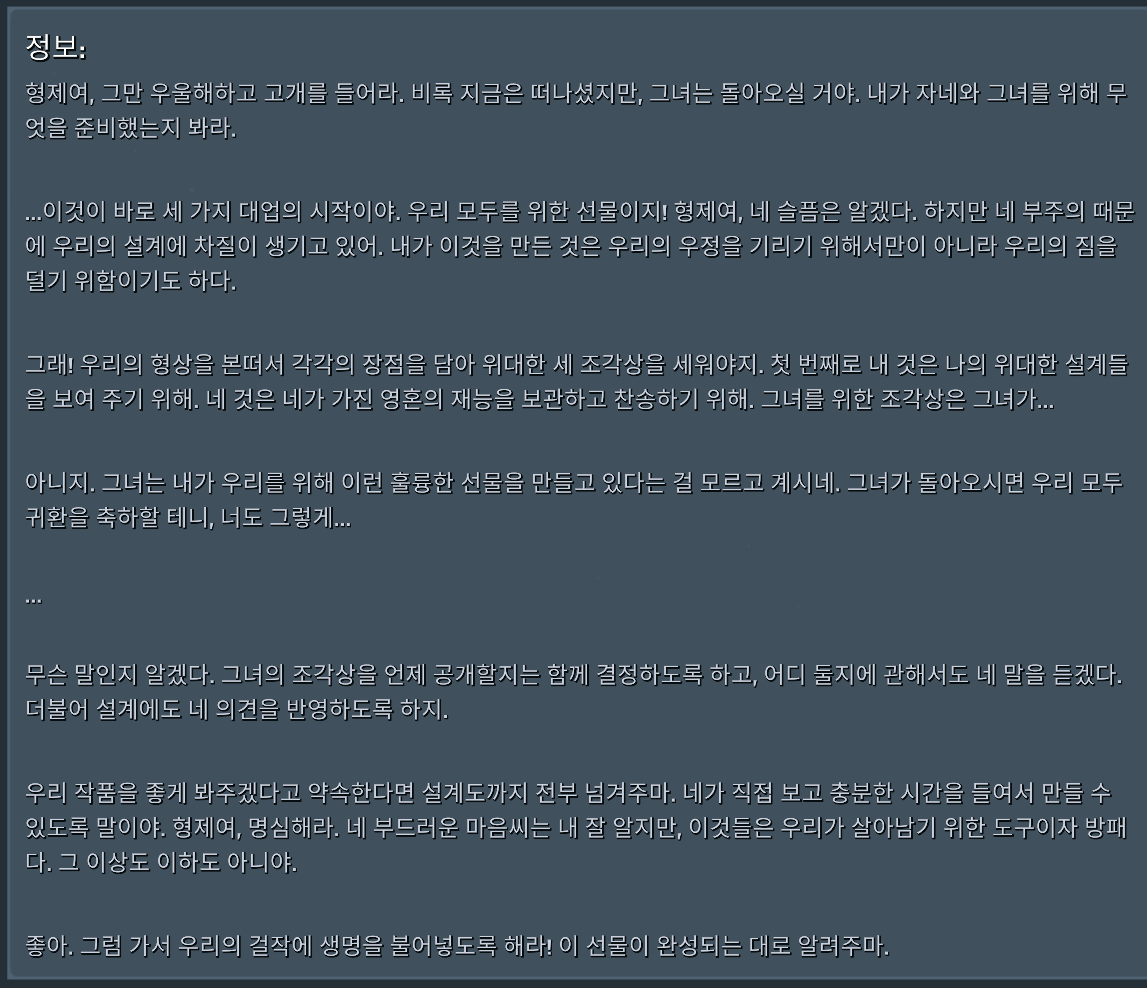 정보:
형제여, 그만 우울해하고 고개를 들어라. 비록 지금은 떠나셨지만, 그녀는 돌아오실 거야. 내가 자네와 그녀를 위해 무
엇을 준비했는지 봐라.
...이것이 바로 세 가지 대업의 시작이야. 우리 모두를 위한 선물이지! 형제여, 네 슬픔은 알겠다. 하지만 네 부주의 때문
에 우리의 설계에 차질이 생기고 있어. 내가 이것을 만든 것은 우리의 우정을 기리기 위해서만이 아니라 우리의 짐을
덜기 위함이기도 하다.
그래! 우리의 형상을 본떠서 각각의 장점을 담아 위대한 세 조각상을 세워야지. 첫 번째로 내 것은 나의 위대한 설계들
을 보여 주기 위해. 네 것은 네가 가진 영혼의 재능을 보관하고 찬송하기 위해. 그녀를 위한 조각상은 그녀가...
아니지. 그녀는 내가 우리를 위해 이런 훌륭한 선물을 만들고 있다는 걸 모르고 계시네. 그녀가 돌아오시면 우리 모두
귀환을 축하할 테니, 너도 그렇게...
...
무슨 말인지 알겠다. 그녀의 조각상을 언제 공개할지는 함께 결정하도록 하고, 어디 둘지에 관해서도 네 말을 듣겠다.
더불어 설계에도 네 의견을 반영하도록 하지.
우리 작품을 좋게 봐주겠다고 약속한다면 설계도까지 전부 넘겨주마. 네가 직접 보고 충분한 시간을 들여서 만들 수
있도록 말이야. 형제여, 명심해라. 네 부드러운 마음씨는 내 잘 알지만, 이것들은 우리가 살아남기 위한 도구이자 방패
다. 그 이상도 이하도 아니야.
좋아. 그럼 가서 우리의 걸작에 생명을 불어넣도록 해라! 이 선물이 완성되는 대로 알려주마.